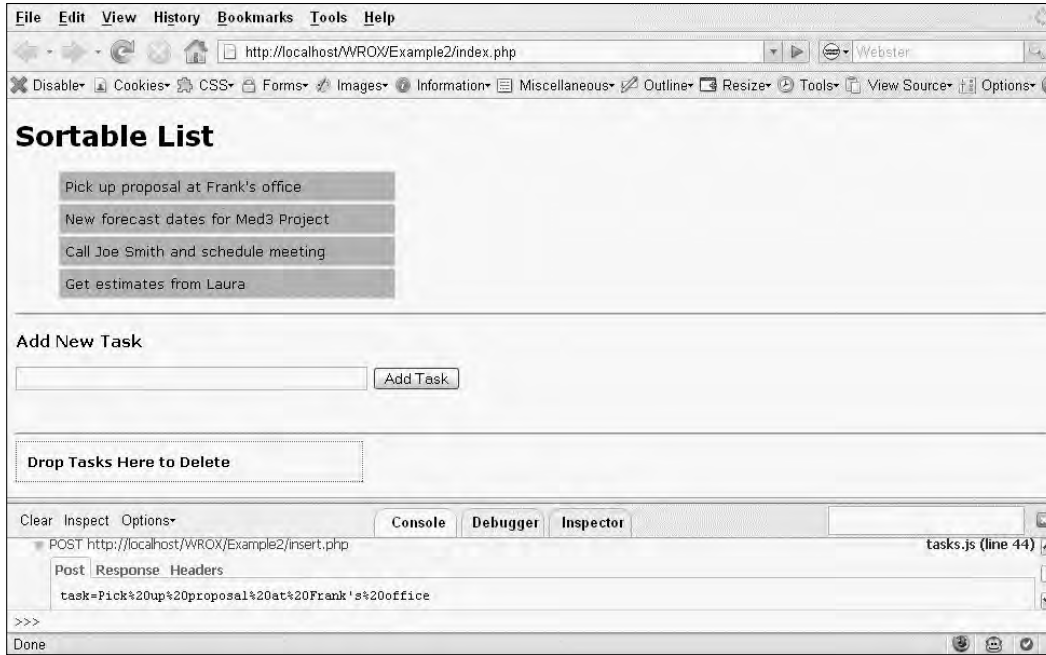 File Edit View History Bookmarks Tools Help
http://localhost/WROX/Example2/index.php
Webster
Disable Cookies CSS Forms Images Information Miscellaneous Outline Resize Tools View Source Options
Sortable List
Pick up proposal at Frank's office
New forecast dates for Med3 Project
Call Joe Smith and schedule meeting
Get estimates from Laura
Add New Task
Add Task
Drop Tasks Here to Delete
Clear Inspect Options Console Debugger Inspector
POST http://localhost/WROX/Example2/insert.php tasks.js (line 44)
Post Response Headers
task=Pick%20up%20proposal%20at%20Frank's%20office
>>>
Done